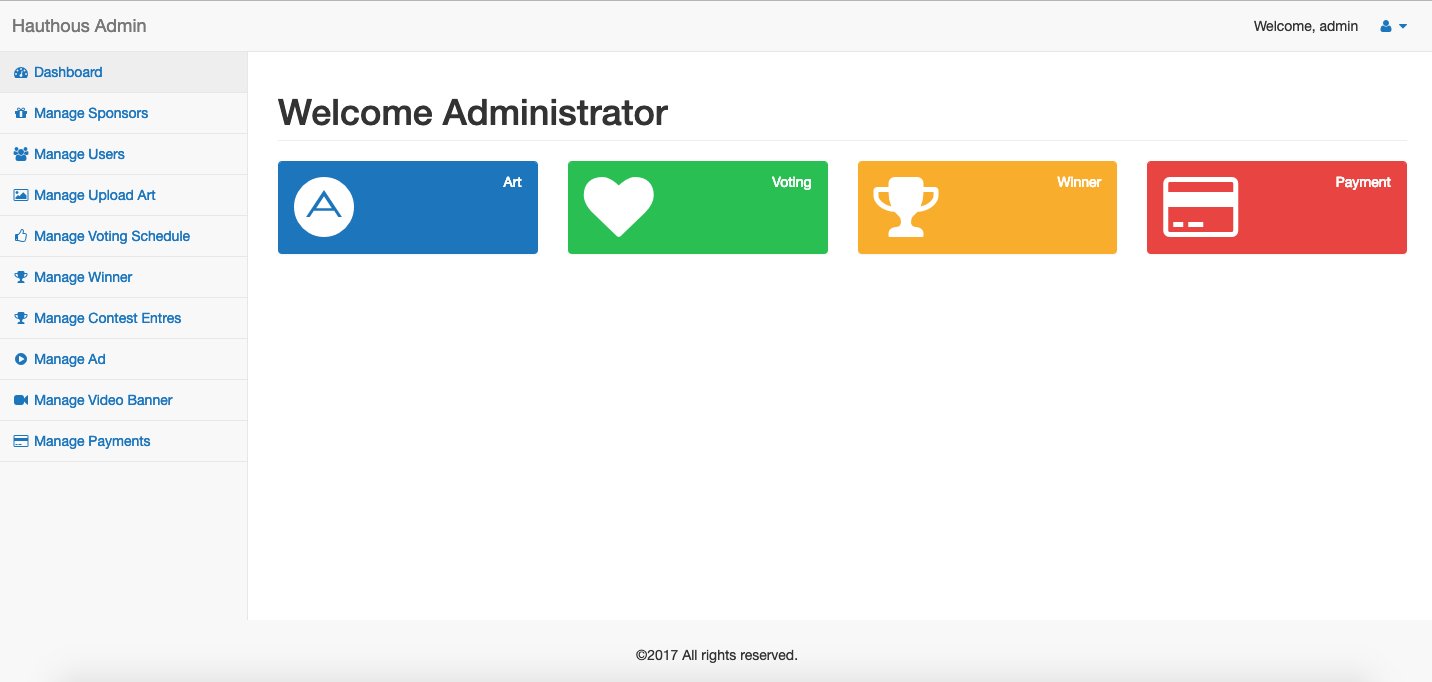 Hauthous Admin
Welcome, admin
Dashboard
Manage Sponsors
Manage Users
Manage Upload Art
Manage Voting Schedule
Manage Winner
Manage Contest Entres
Manage Ad
Manage Video Banner
Manage Payments
Welcome Administrator
Art
Voting
Winner
Payment
©2017 All rights reserved.